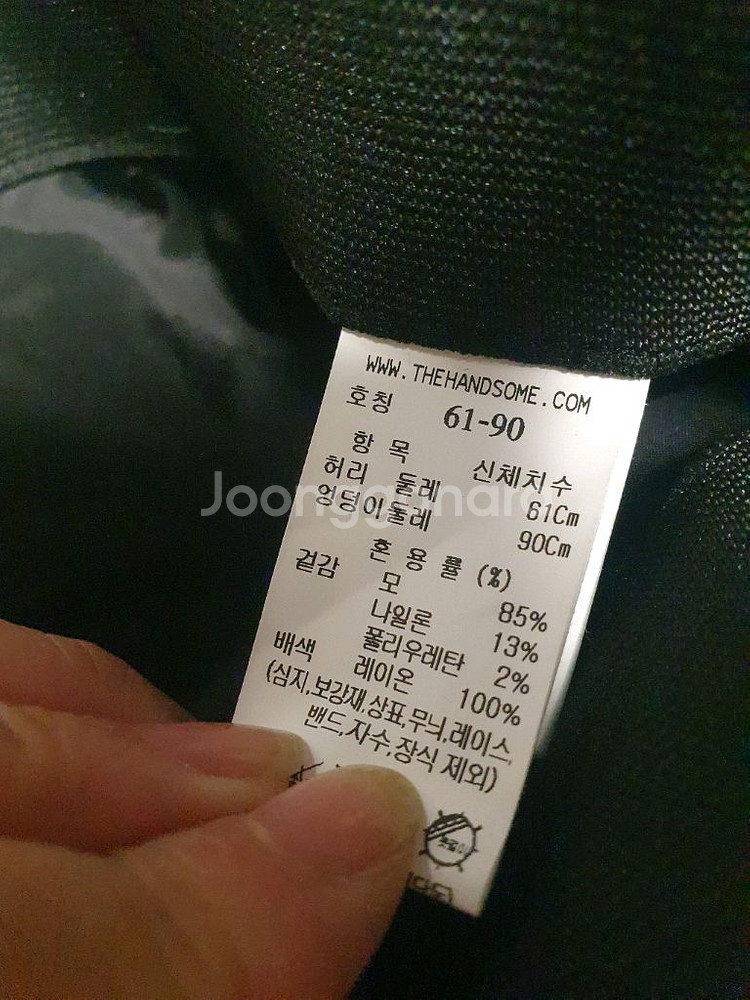 WWW.THEHANDSOME.COM
호칭 61-90
항 목 신체치수
허리 둘레 61Cm
엉덩이둘레 90Cm
혼 용 률 (%)
겉감 모 85%
나일론 13%
폴리우레탄 2%
배색 레이온 100%
(심지,보강재,상표,무늬,레이스,
밴드,자수,장식 제외)
Joonggonara